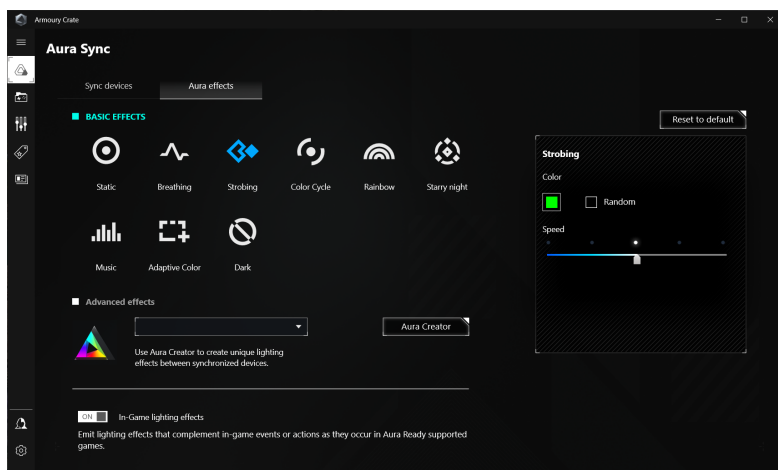 Armoury Crate
Aura Sync
Sync devices
Aura effects
BASIC EFFECTS
Reset to default
Static
Breathing
Strobing
Color Cycle
Rainbow
Starry night
Music
Adaptive Color
Dark
Strobing
Color
Random
Speed
Advanced effects
Aura Creator
Use Aura Creator to create unique lighting
effects between synchronized devices.
ON
In-Game lighting effects
Emit lighting effects that complement in-game events or actions as they occur in Aura Ready supported
games.